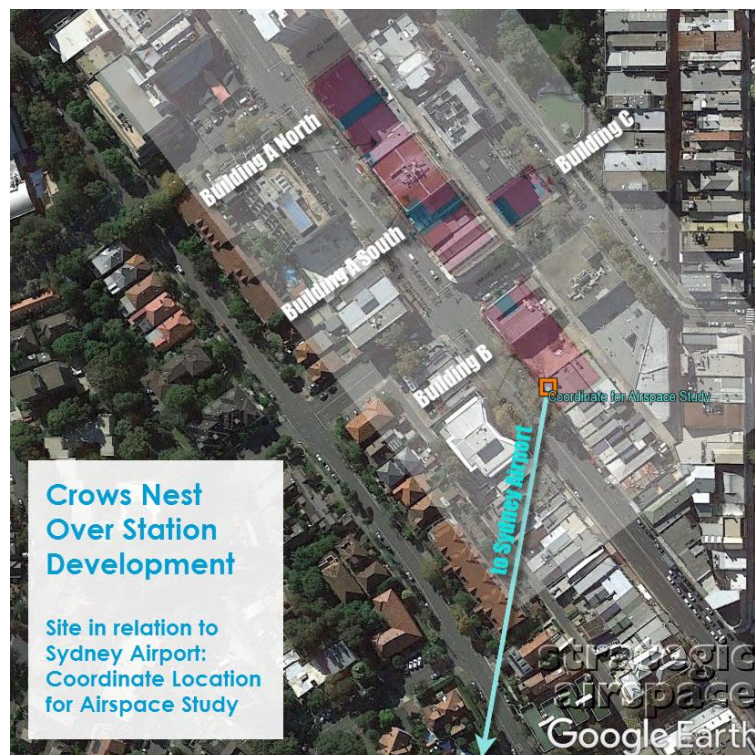 Building A North
Building C
Building A South
Building B
Coordinate for Airspace Study
to Sydney Airport
Crows Nest
Over Station
Development
Site in relation to
Sydney Airport:
Coordinate Location
for Airspace Study
strategic
airspace
Google Earth